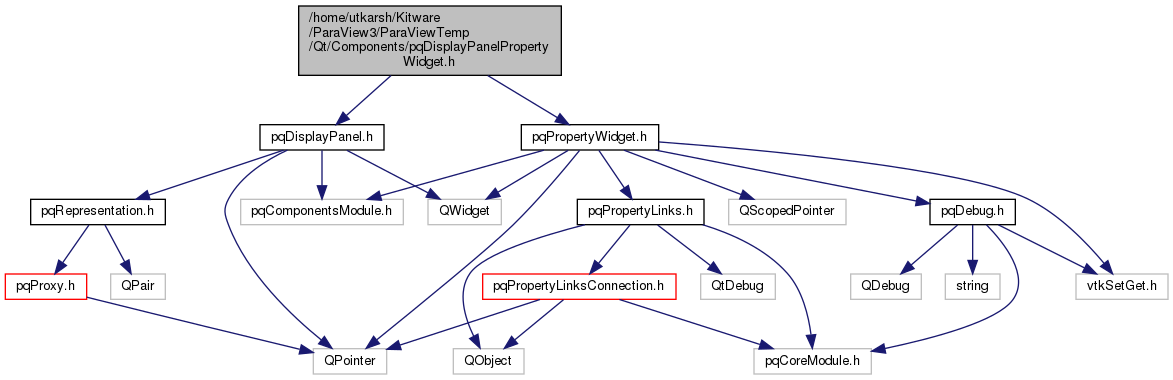 /home/utkarsh/Kitware
/ParaView3/ParaViewTemp
/Qt/Components/pqDisplayPanelProperty
Widget.h
pqDisplayPanel.h
pqPropertyWidget.h
pqRepresentation.h
pqComponentsModule.h
QWidget
pqPropertyLinks.h
QScopedPointer
pqDebug.h
pqProxy.h
QPair
pqPropertyLinksConnection.h
QtDebug
QDebug
string
vtkSetGet.h
QPointer
QObject
pqCoreModule.h